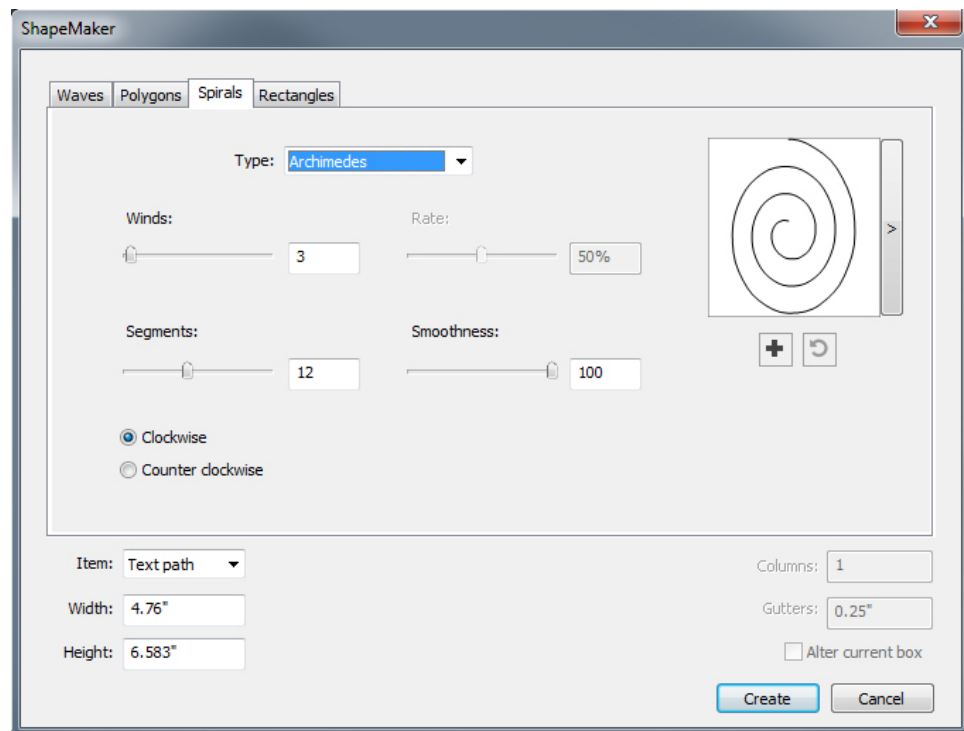 ShapeMaker
Waves Polygons Spirals Rectangles
Type: Archimedes
Winds: Rate:
3 50%
>
Segments: Smoothness:
12 100
Clockwise
Counter clockwise
Item: Text path Columns: 1
Width: 4.76" Gutters: 0.25"
Height: 6.583" Alter current box
Create Cancel